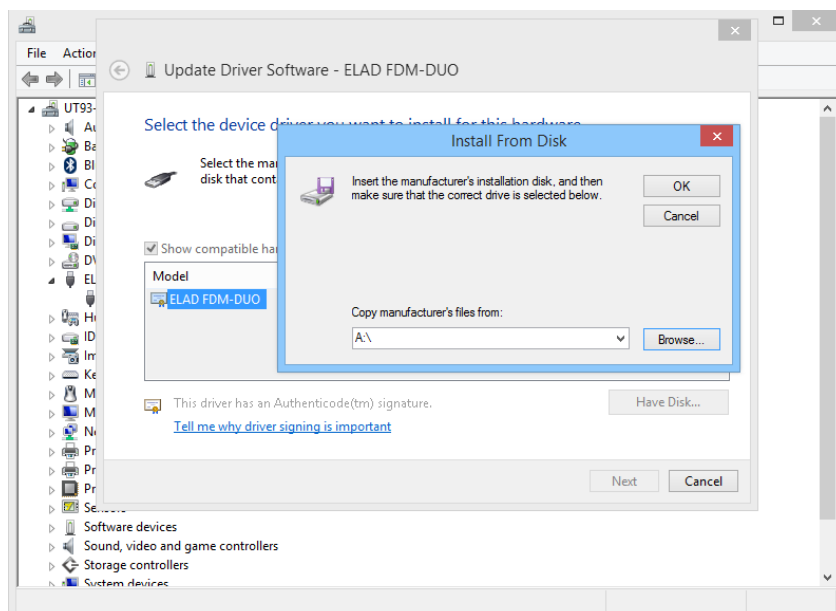 File Action
Update Driver Software - ELAD FDM-DUO
UT93-
Select the device driver you want to install for this hardware.
Install From Disk
Select the ma
disk that cont
Insert the manufacturer's installation disk, and then
make sure that the correct drive is selected below.
OK
Cancel
Show compatible ha
Model
ELAD FDM-DUO
Copy manufacturer's files from:
A:\
Browse...
This driver has an Authenticode(tm) signature.
Have Disk...
Tell me why driver signing is important
Next
Cancel
Au
Ba
Bl
Co
Di
Di
Di
DV
EL
H
ID
Im
Ke
M
M
N
Pr
Pr
Pr
Sensors
Software devices
Sound, video and game controllers
Storage controllers
System devices